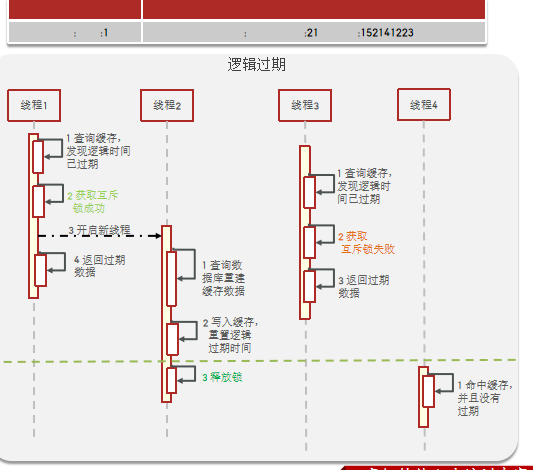 : :1
: :21 :152141223
逻辑过期
线程1
线程2
线程3
线程4
1 查询缓存，
发现逻辑时间
已过期
2 获取互斥
锁成功
3 开启新线程
4 返回过期
数据
1 查询数
据库重建
缓存数据
2 写入缓存，
重置逻辑
过期时间
3 释放锁
1 查询缓存，
发现逻辑时
间已过期
2 获取
互斥锁失败
3 返回过期
数据
1 命中缓存，
并且没有
过期